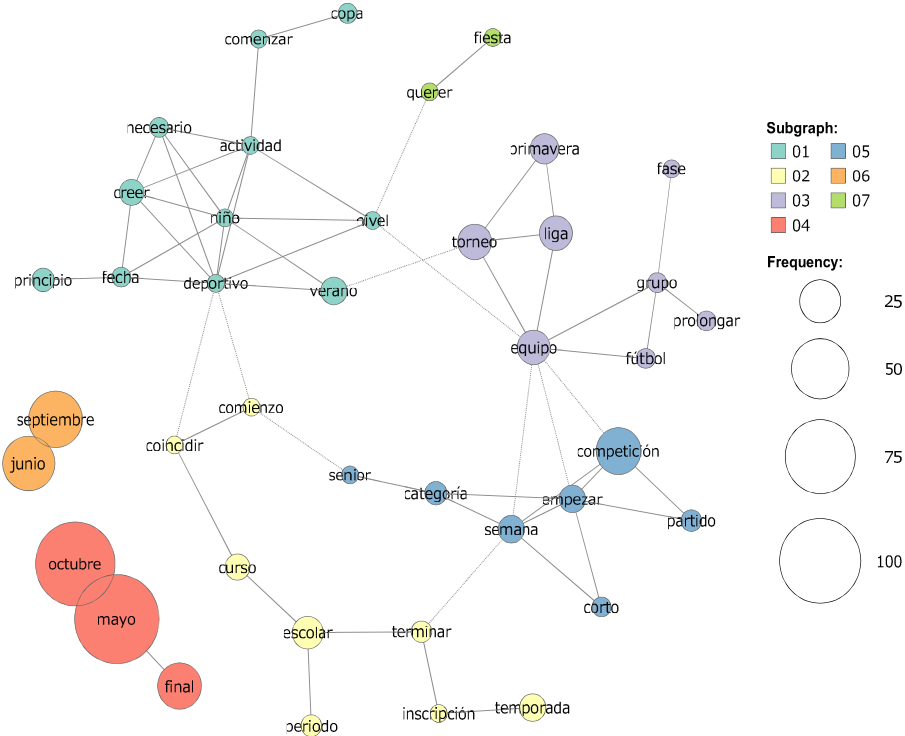 copa
comenzar
fiesta
querer
necesario
actividad
primavera
fase
creer
niño
nivel
torneo
liga
principio
fecha
deportivo
verano
grupo
prolongar
equipo
fútbol
septiembre
junio
comienzo
coincidir
senior
categoría
competición
empezar
semana
partido
octubre
mayo
final
curso
corto
escolar
terminar
periodo
inscripción
temporada
Subgraph:
01 05
02 06
03 07
04
Frequency:
25
50
75
100